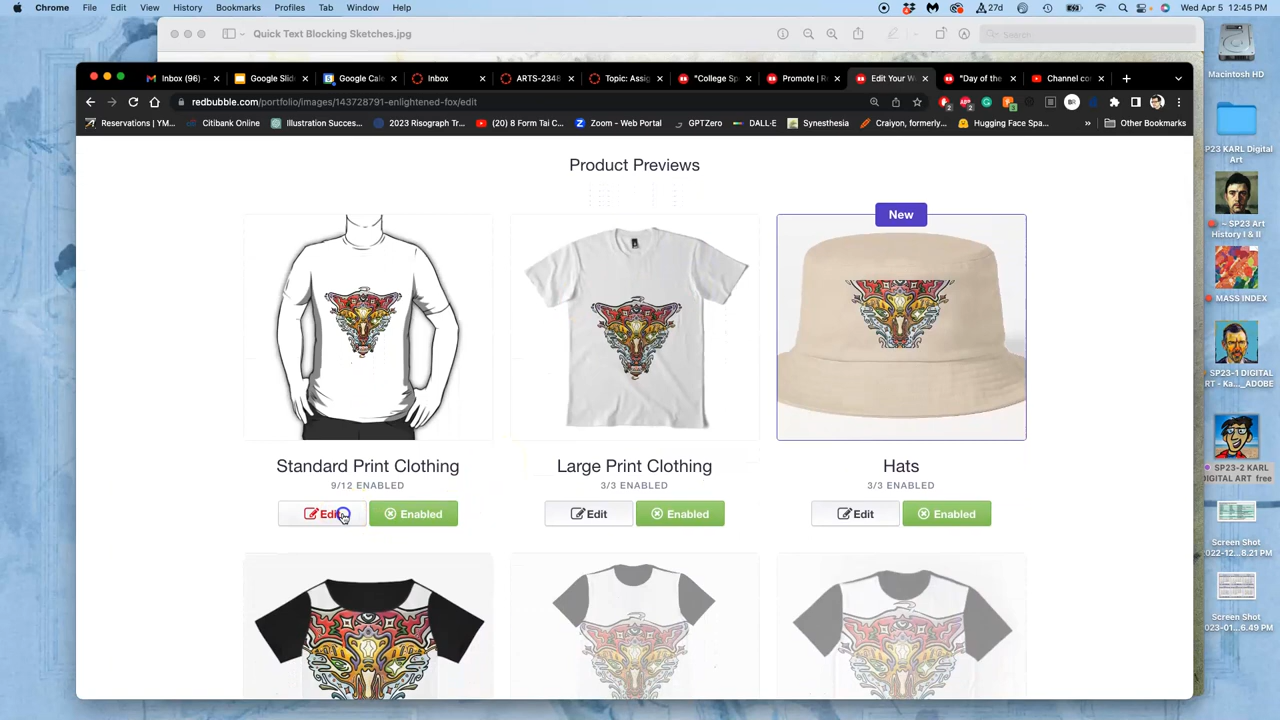 Chrome File Edit View History Bookmarks Profiles Tab Window Help 27d Wed Apr 5 12:45 PM
Quick Text Blocking Sketches.jpg Search
Inbox (96) - Google Slid Google Cale Inbox ARTS-2348 Topic: Assig "College Sp Promote | Re Edit Your W "Day of the Channel co
redbubble.com/portfolio/images/143728791-enlightened-fox/edit
Reservations | YM... Citibank Online Illustration Succes... 2023 Risograph Tr... (20) 8 Form Tai C... Zoom - Web Portal GPTZero DALL·E Synesthesia Craiyon, formerly... Hugging Face Spa... » Other Bookmarks
Product Previews
New
Standard Print Clothing
9/12 ENABLED
Edit Enabled
Large Print Clothing
3/3 ENABLED
Edit Enabled
Hats
3/3 ENABLED
Edit Enabled
Macintosh HD
SP23 KARL Digital
Art
~ SP23 Art
History I & II
MASS INDEX
SP23-1 DIGITAL
ART - Ka..._ADOBE
SP23-2 KARL
DIGITAL ART free
Screen Shot
2022-12...8.21 PM
Screen Shot
2023-01...6.49 PM